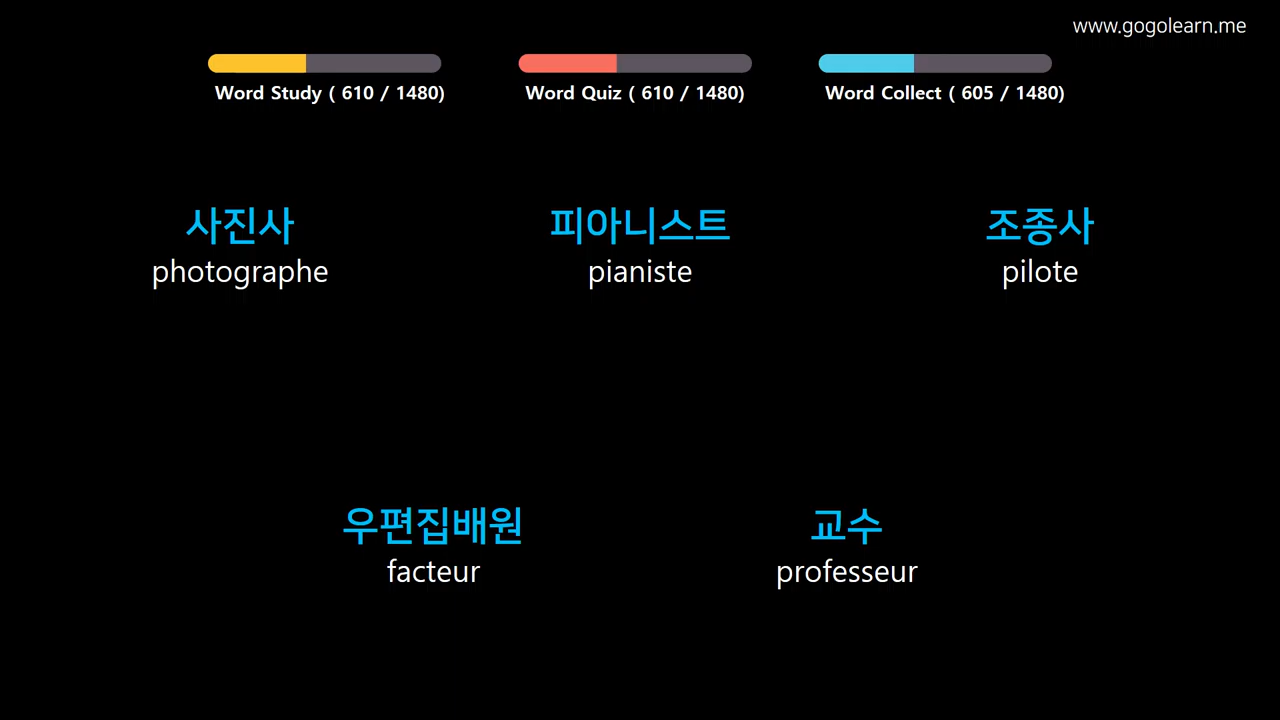 www.gogolearn.me
Word Study ( 610 / 1480)
Word Quiz ( 610 / 1480)
Word Collect ( 605 / 1480)
사진사
photographe
피아니스트
pianiste
조종사
pilote
우편집배원
facteur
교수
professeur